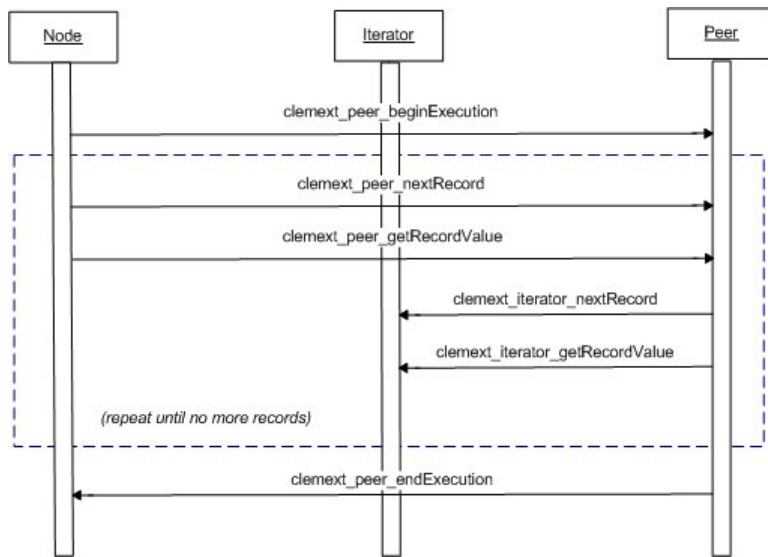 Node
Iterator
Peer
clemext_peer_beginExecution
clemext_peer_nextRecord
clemext_peer_getRecordValue
clemext_iterator_nextRecord
clemext_iterator_getRecordValue
(repeat until no more records)
clemext_peer_endExecution